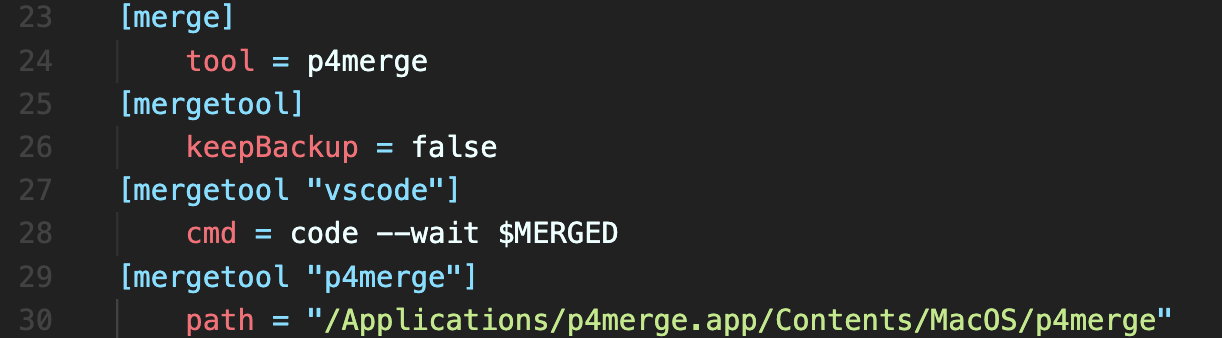 23 [merge]
24 tool = p4merge
25 [mergetool]
26 keepBackup = false
27 [mergetool "vscode"]
28 cmd = code --wait $MERGED
29 [mergetool "p4merge"]
30 path = "/Applications/p4merge.app/Contents/MacOS/p4merge"